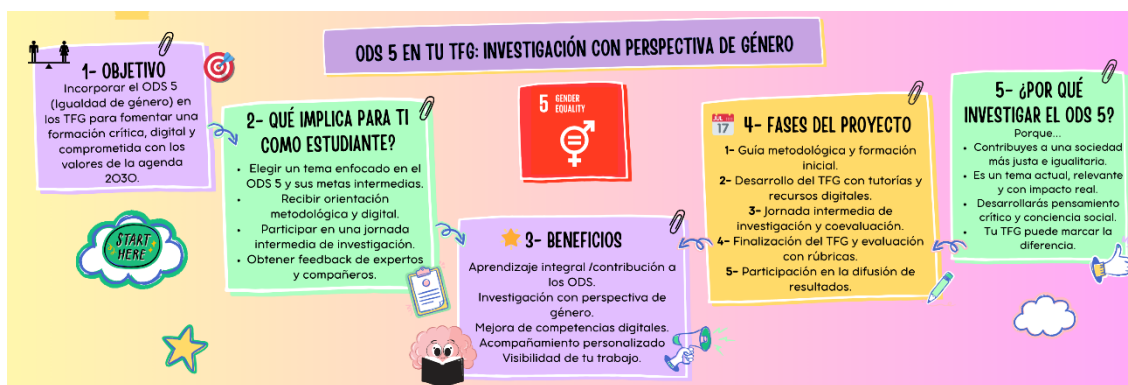 ODS 5 EN TU TFG: INVESTIGACIÓN CON PERSPECTIVA DE GÉNERO
1- OBJETIVO
Incorporar el ODS 5
(Igualdad de género) en
los TFG para fomentar una
formación crítica, digital y
comprometida con los
valores de la agenda
2030.
START
HERE
2- QUÉ IMPLICA PARA TI
COMO ESTUDIANTE?
• Elegir un tema enfocado en el
ODS 5 y sus metas intermedias.
• Recibir orientación
metodológica y digital.
• Participar en una jornada
intermedia de investigación.
• Obtener feedback de expertos
y compañeros.
5 GENDER
EQUALITY
3- BENEFICIOS
Aprendizaje integral /contribución a
los ODS.
Investigación con perspectiva de
género.
Mejora de competencias digitales.
Acompañamiento personalizado
Visibilidad de tu trabajo.
17
4- FASES DEL PROYECTO
1- Guía metodológica y formación
inicial.
2- Desarrollo del TFG con tutorías y
recursos digitales.
3- Jornada intermedia de
investigación y coevaluación.
4- Finalización del TFG y evaluación
con rúbricas.
5- Participación en la difusión de
resultados.
5- ¿POR QUÉ
INVESTIGAR EL ODS 5?
Porque...
• Contribuyes a una sociedad
más justa e igualitaria.
• Es un tema actual, relevante
y con impacto real.
• Desarrollarás pensamiento
crítico y conciencia social.
• Tu TFG puede marcar la
diferencia.